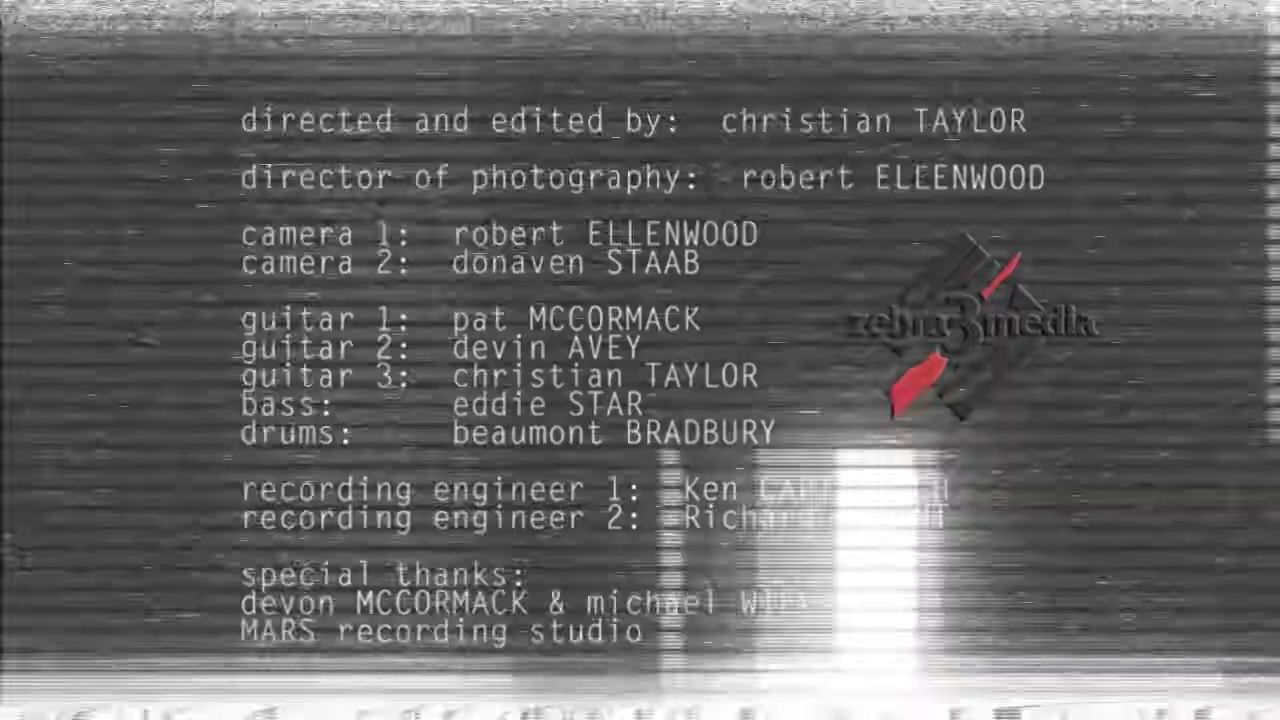 directed and edited by: christian TAYLOR
director of photography: robert ELLENWOOD
camera 1: robert ELLENWOOD
camera 2: donaven STAAB
guitar 1: pat MCCORMACK
guitar 2: devin AVEY
guitar 3: christian TAYLOR
bass: eddie STAR
drums: beaumont BRADBURY
zebra3media
recording engineer 1: Ken
recording engineer 2: Richard
special thanks:
devon MCCORMACK & michael
MARS recording studio